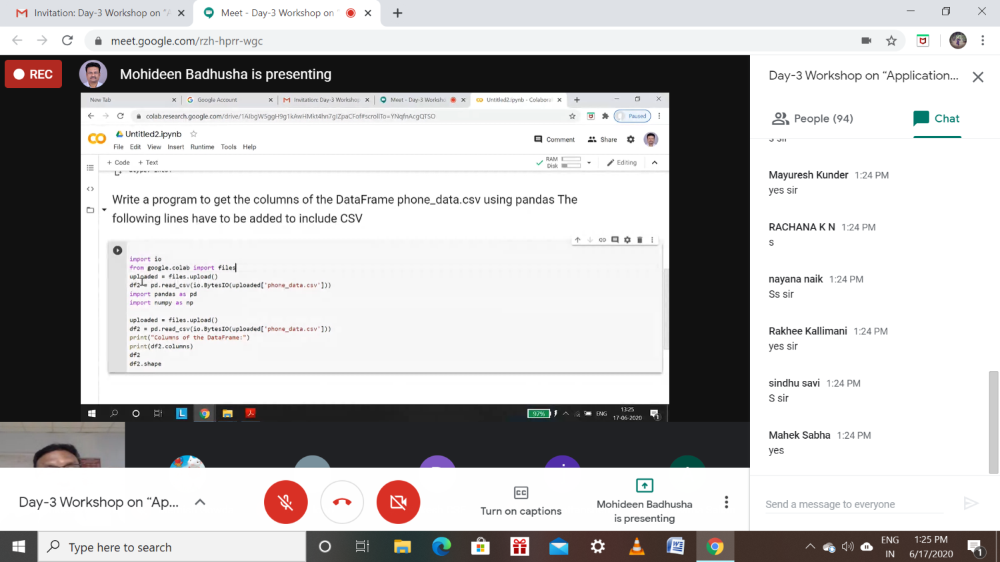 Invitation: Day-3 Workshop on "A
Meet - Day-3 Workshop on "
meet.google.com/rzh-hprr-wgc
REC
Mohideen Badhusha is presenting
New Tab
Google Account
Invitation: Day-3 Workshop
Meet - Day-3 Worksho
Untitled2.ipynb - Colabora
colab.research.google.com/drive/1AIbgW5ggH9g1kAwHMkt4hn7gIZpaCFof#scrollTo=YNqfnAcgQTSO
Paused
Untitled2.ipynb
Comment
Share
File Edit View Insert Runtime Tools Help
+ Code + Text
RAM
Disk
Editing
Write a program to get the columns of the DataFrame phone_data.csv using pandas The
following lines have to be added to include CSV
import io
from google.colab import files
uploaded = files.upload()
df2 = pd.read_csv(io.BytesIO(uploaded['phone_data.csv']))
import pandas as pd
import numpy as np
uploaded = files.upload()
df2 = pd.read_csv(io.BytesIO(uploaded['phone_data.csv']))
print("Columns of the DataFrame:")
print(df2.columns)
df2
df2.shape
L
97%
ENG
13:25
17-06-2020
1
Day-3 Workshop on "Ap...
CC
Turn on captions
Mohideen Badhusha
is presenting
Day-3 Workshop on "Application...
People (94)
Chat
s sir
Mayuresh Kunder 1:24 PM
yes sir
RACHANA K N 1:24 PM
s
nayana naik 1:24 PM
Ss sir
Rakhee Kallimani 1:24 PM
yes sir
sindhu savi 1:24 PM
S sir
Mahek Sabha 1:24 PM
yes
Send a message to everyone
Type here to search
ENG
IN
1:25 PM
6/17/2020
1